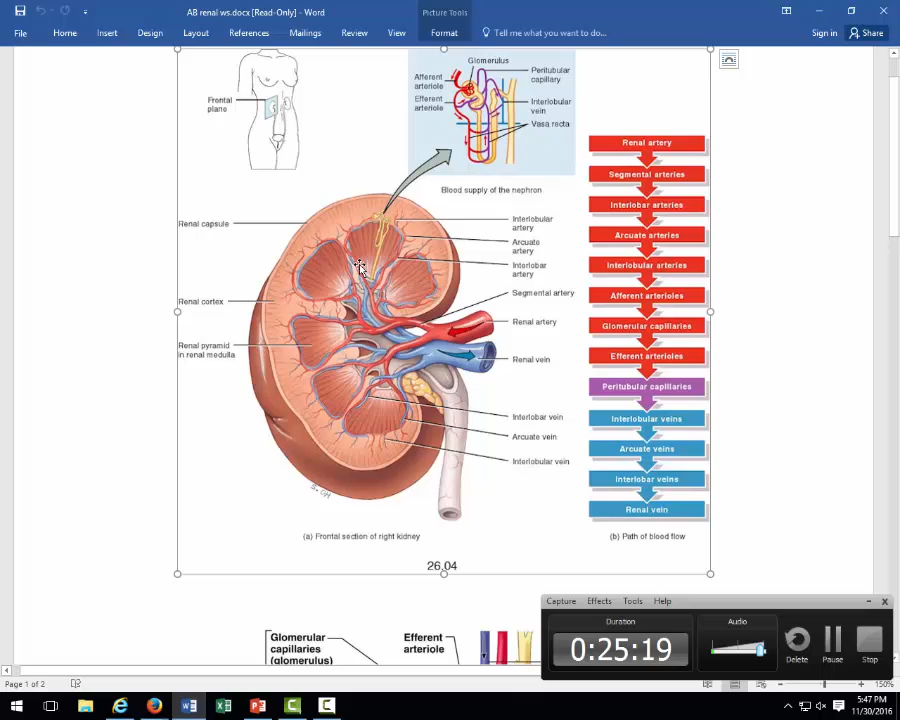 AB renal ws.docx [Read-Only] - Word
Picture Tools
File
Home
Insert
Design
Layout
References
Mailings
Review
View
Format
Tell me what you want to do...
Sign in
Share
Frontal
plane
Glomerulus
Afferent
arteriole
Efferent
arteriole
Peritubular
capillary
Interlobular
vein
Vasa recta
Blood supply of the nephron
Renal capsule
Renal cortex
Renal pyramid
in renal medulla
Interlobular
artery
Arcuate
artery
Interlobar
artery
Segmental artery
Renal artery
Renal vein
Interlobar vein
Arcuate vein
Interlobular vein
(a) Frontal section of right kidney
Renal artery
Segmental arteries
Interlobar arteries
Arcuate arteries
Interlobular arteries
Afferent arterioles
Glomerular capillaries
Efferent arterioles
Peritubular capillaries
Interlobular veins
Arcuate veins
Interlobar veins
Renal vein
(b) Path of blood flow
26.04
Glomerular
capillaries
(glomerulus)
Efferent
arteriole
Capture
Effects
Tools
Help
Duration
0:25:19
Audio
Delete
Pause
Stop
Page 1 of 2
150%
5:47 PM
11/30/2016